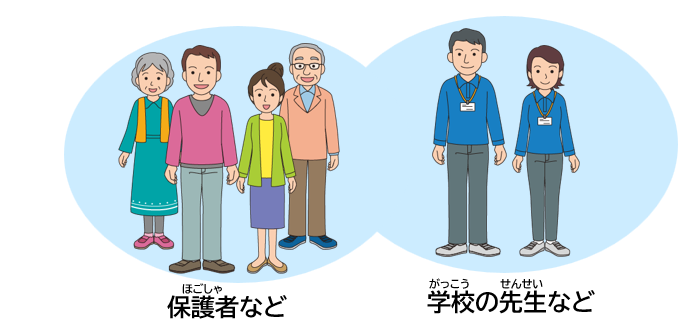 ほごしゃ
保護者など
がっこう せんせい
学校の先生など